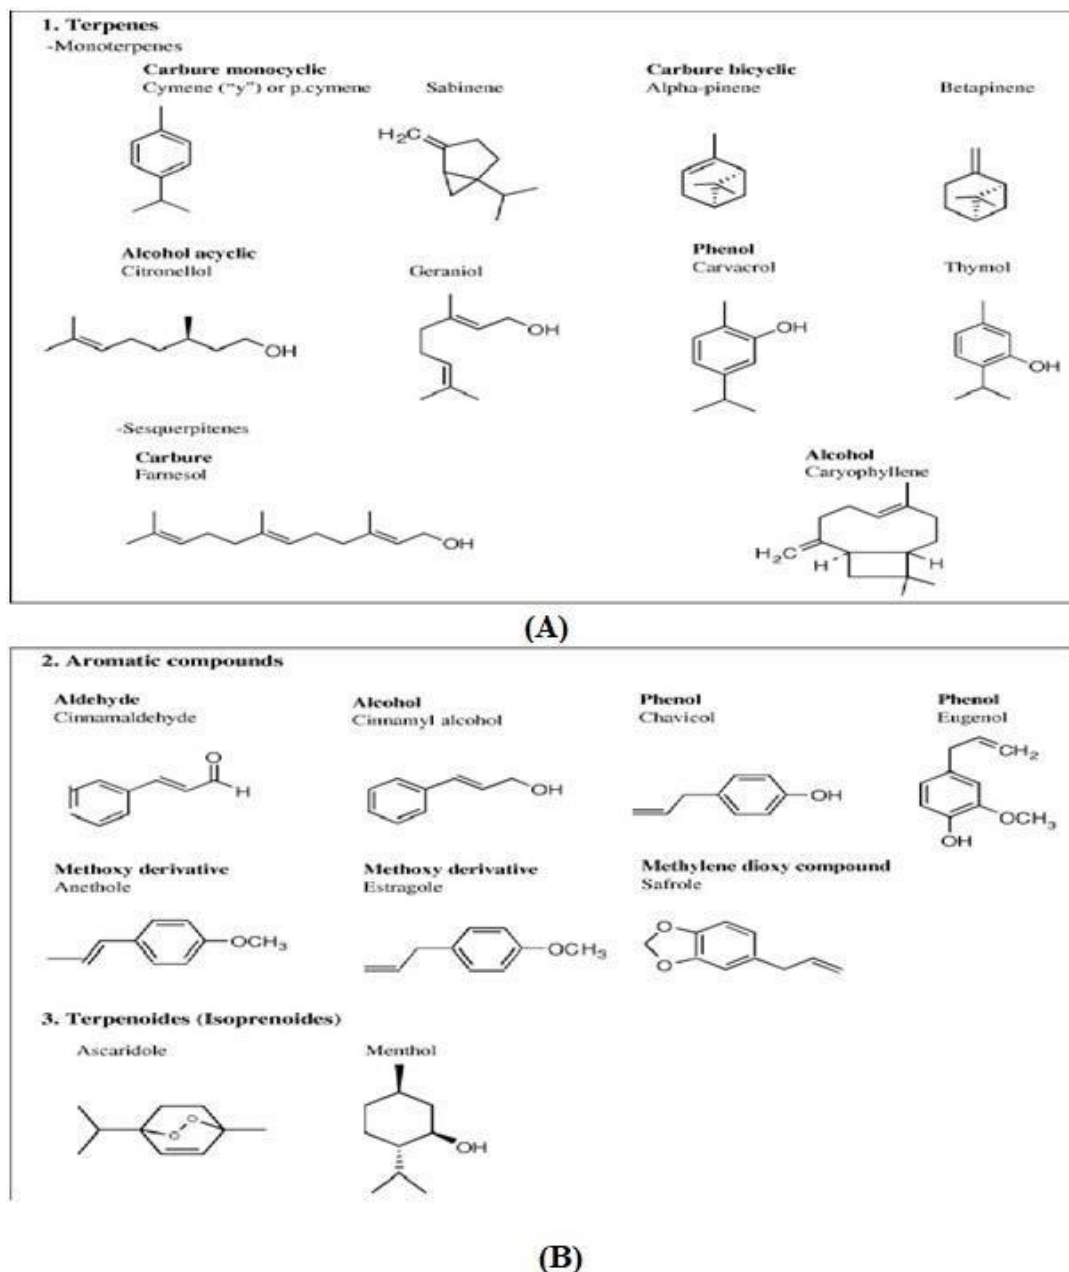 1. Terpenes
-Monoterpenes
Carbure monocyclic
Cymene ("y") or p.cymene
Sabinene
Carbure bicyclic
Alpha-pinene
Betapinene
H₂C
Alcohol acyclic
Citronellol
Geraniol
Phenol
Carvacrol
Thymol
OH
OH
OH
OH
-Sesquerpitenes
Carbure
Farnesol
Alcohol
Caryophyllene
OH
H₂C
H
H
(A)
2. Aromatic compounds
Aldehyde
Cinnamaldehyde
Alcohol
Cinnamyl alcohol
Phenol
Chavicol
Phenol
Eugenol
O
H
OH
OH
CH₂
OCH₃
OH
Methoxy derivative
Anethole
Methoxy derivative
Estragole
Methylene dioxy compound
Safrole
OCH₃
OCH₃
O
O
3. Terpenoides (Isoprenoides)
Ascaridole
Menthol
O
O
OH
(B)